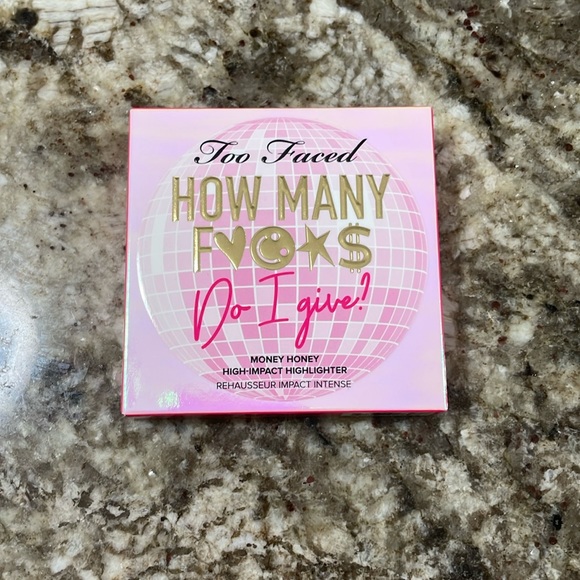 Too Faced
HOW MANY
F♥☻★$
Do I give?
MONEY HONEY
HIGH-IMPACT HIGHLIGHTER
REHAUSSEUR IMPACT INTENSE